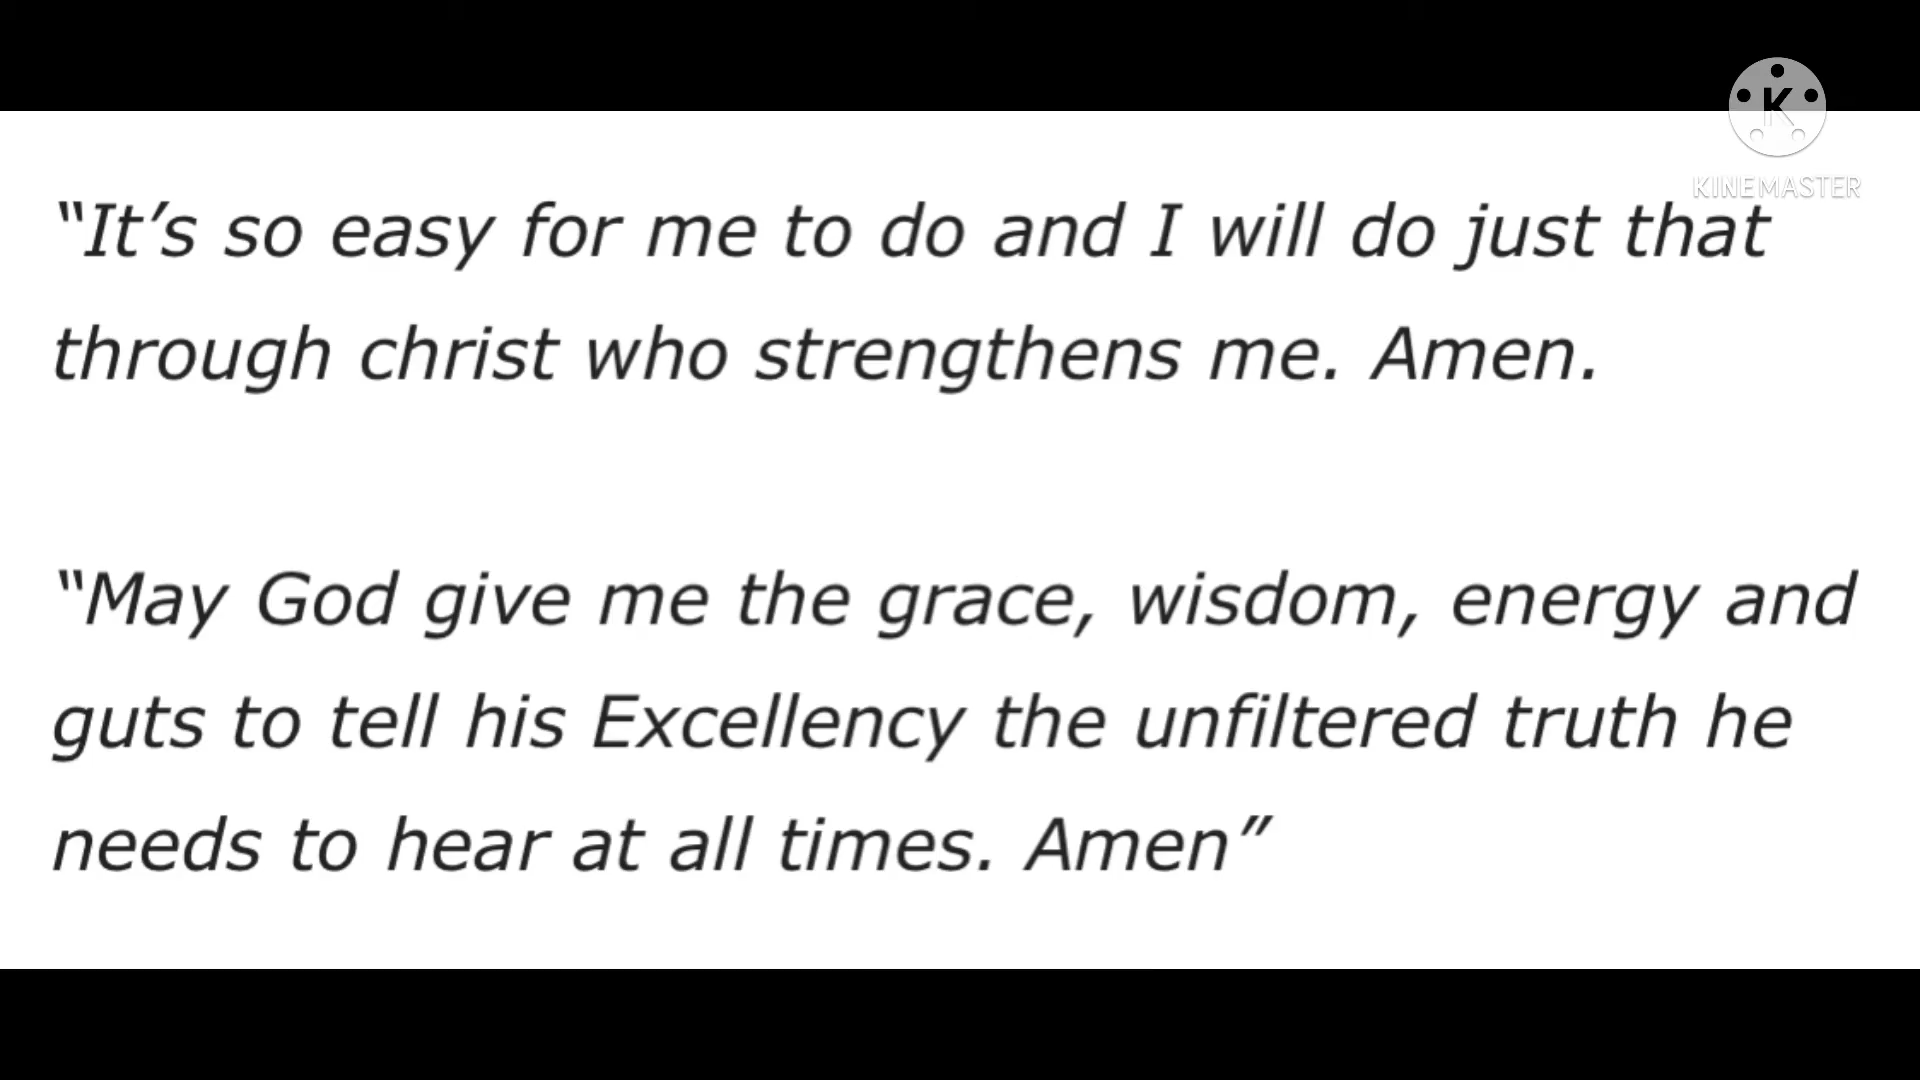 K
KINEMASTER
“It’s so easy for me to do and I will do just that
through christ who strengthens me. Amen.
“May God give me the grace, wisdom, energy and
guts to tell his Excellency the unfiltered truth he
needs to hear at all times. Amen”